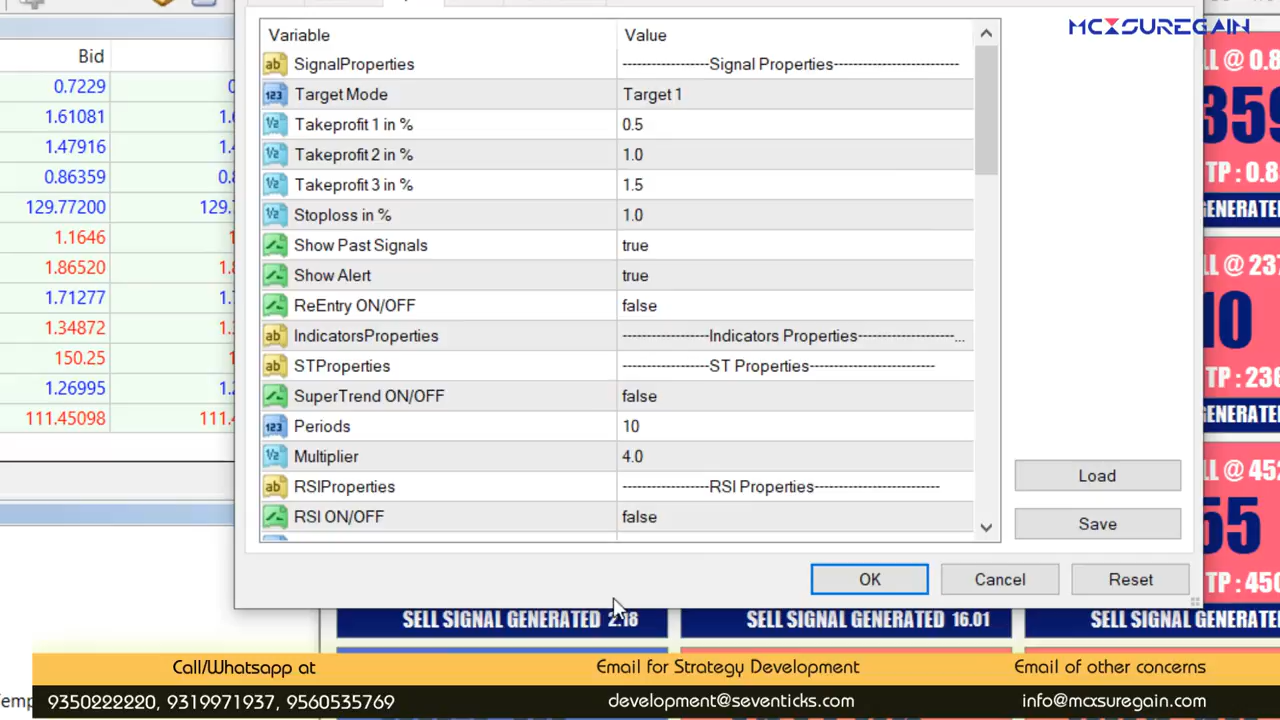 MCXSUREGAIN
Variable Value
SignalProperties ------------------Signal Properties--------------------------
Target Mode Target 1
Takeprofit 1 in % 0.5
Takeprofit 2 in % 1.0
Takeprofit 3 in % 1.5
Stoploss in % 1.0
Show Past Signals true
Show Alert true
ReEntry ON/OFF false
IndicatorsProperties ------------------Indicators Properties--------------------...
STProperties ------------------ST Properties--------------------------
SuperTrend ON/OFF false
Periods 10
Multiplier 4.0
RSIProperties ------------------RSI Properties--------------------------
RSI ON/OFF false
Load
Save
OK Cancel Reset
Bid
0.7229
1.61081
1.47916
0.86359
129.77200
1.1646
1.86520
1.71277
1.34872
150.25
1.26995
111.45098
SELL SIGNAL GENERATED 2.18
SELL SIGNAL GENERATED 16.01
SELL SIGNAL GENERATED
Call/Whatsapp at
9350222220, 9319971937, 9560535769
Email for Strategy Development
development@seventicks.com
Email of other concerns
info@mcxsuregain.com